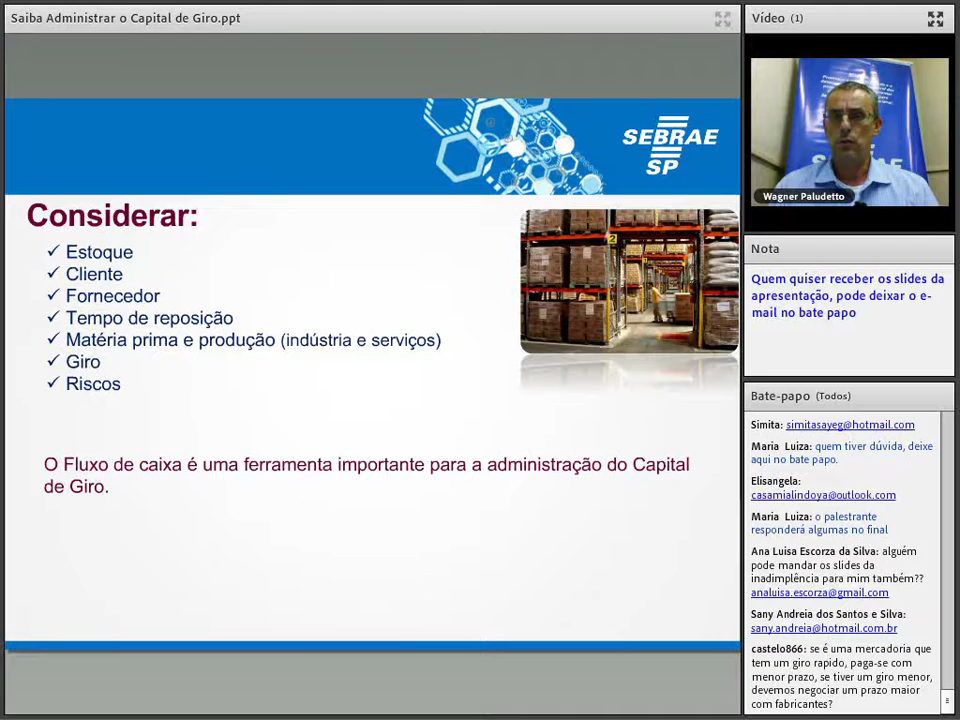 Saiba Administrar o Capital de Giro.ppt
SEBRAE
SP
Considerar:
✓ Estoque
✓ Cliente
✓ Fornecedor
✓ Tempo de reposição
✓ Matéria prima e produção (indústria e serviços)
✓ Giro
✓ Riscos
2
O Fluxo de caixa é uma ferramenta importante para a administração do Capital
de Giro.
Vídeo (1)
Wagner Paludetto
Nota
Quem quiser receber os slides da
apresentação, pode deixar o e-
mail no bate papo
Bate-papo (Todos)
Simita: simitasayeg@hotmail.com
Maria Luiza: quem tiver dúvida, deixe
aqui no bate papo.
Elisangela:
casamialindoya@outlook.com
Maria Luiza: o palestrante
responderá algumas no final
Ana Luisa Escorza da Silva: alguém
pode mandar os slides da
inadimplência para mim também??
analuisa.escorza@gmail.com
Sany Andreia dos Santos e Silva:
sany.andreia@hotmail.com.br
castelo866: se é uma mercadoria que
tem um giro rapido, paga-se com
menor prazo, se tiver um giro menor,
devemos negociar um prazo maior
com fabricantes?